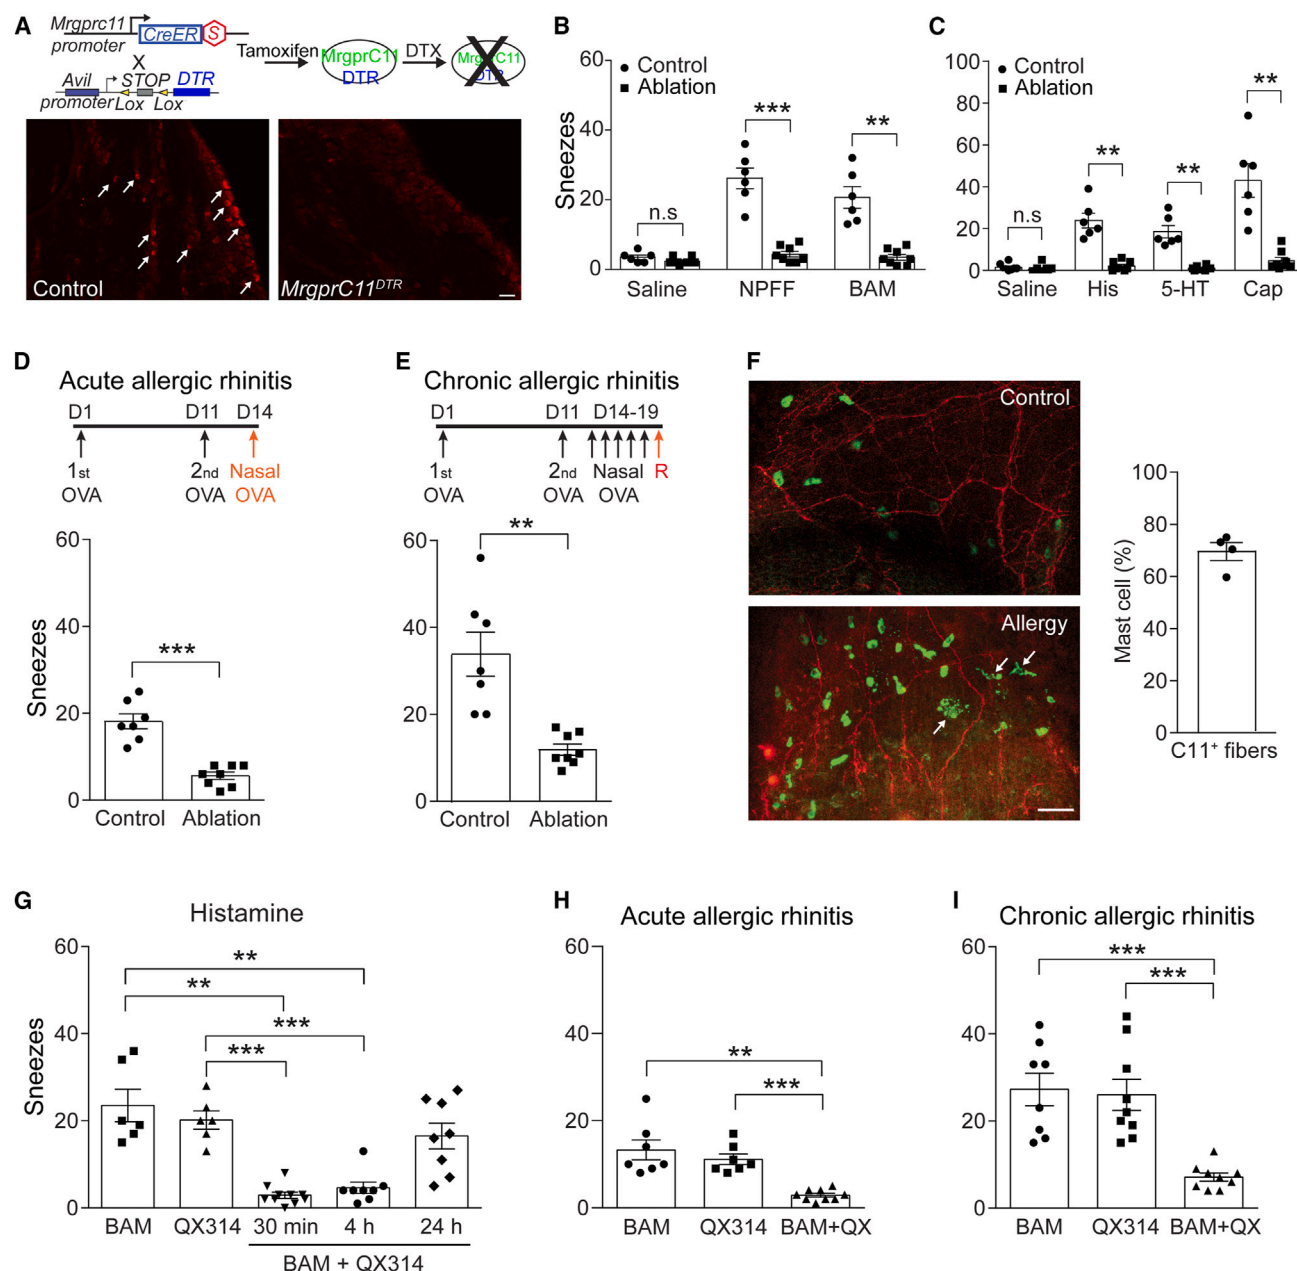 A
Mrgprc11
promoter
CreER
S
X
Avil
promoter
STOP
DTR
Lox Lox
Tamoxifen
MrgprC11
DTR
DTX
MrgprC11
DTR
Control
MrgprC11DTR
B
Control
Ablation
Sneezes
60
40
20
0
n.s
***
**
Saline NPFF BAM
C
Control
Ablation
100
80
60
40
20
0
n.s
**
**
**
Saline His 5-HT Cap
D
Acute allergic rhinitis
D1 D11 D14
1st 2nd Nasal
OVA OVA OVA
Sneezes
60
40
20
0
***
Control Ablation
E
Chronic allergic rhinitis
D1 D11 D14-19
1st 2nd Nasal R
OVA OVA OVA
60
40
20
0
**
Control Ablation
F
Control
Allergy
Mast cell (%)
100
80
60
40
20
0
C11+ fibers
G
Histamine
Sneezes
60
40
20
0
**
**
***
***
BAM QX314 30 min 4 h 24 h
BAM + QX314
H
Acute allergic rhinitis
60
40
20
0
**
***
BAM QX314 BAM+QX
I
Chronic allergic rhinitis
60
40
20
0
***
***
BAM QX314 BAM+QX